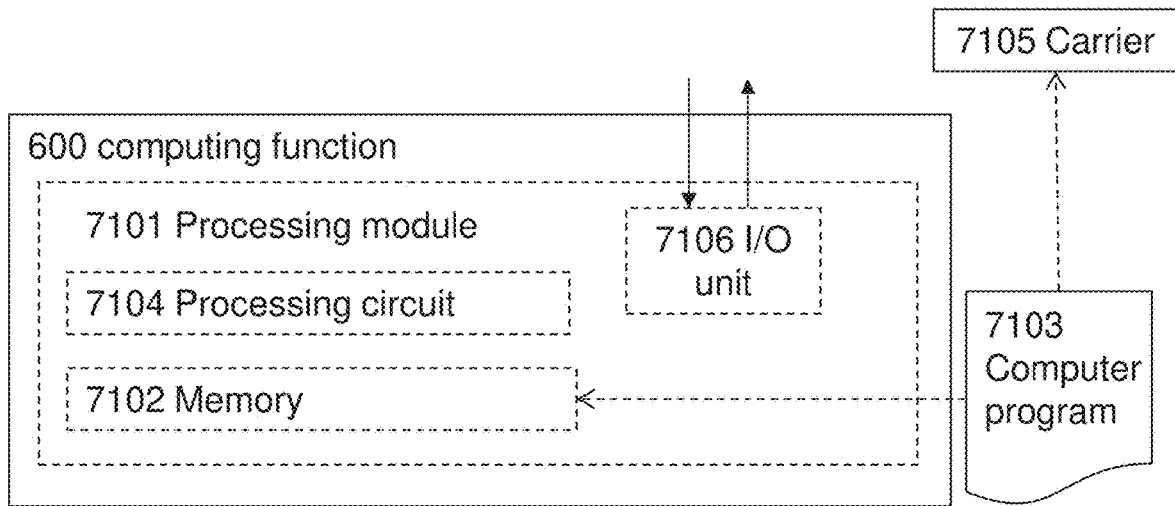 7105 Carrier
600 computing function
7101 Processing module
7106 I/O
unit
7104 Processing circuit
7102 Memory
7103
Computer
program